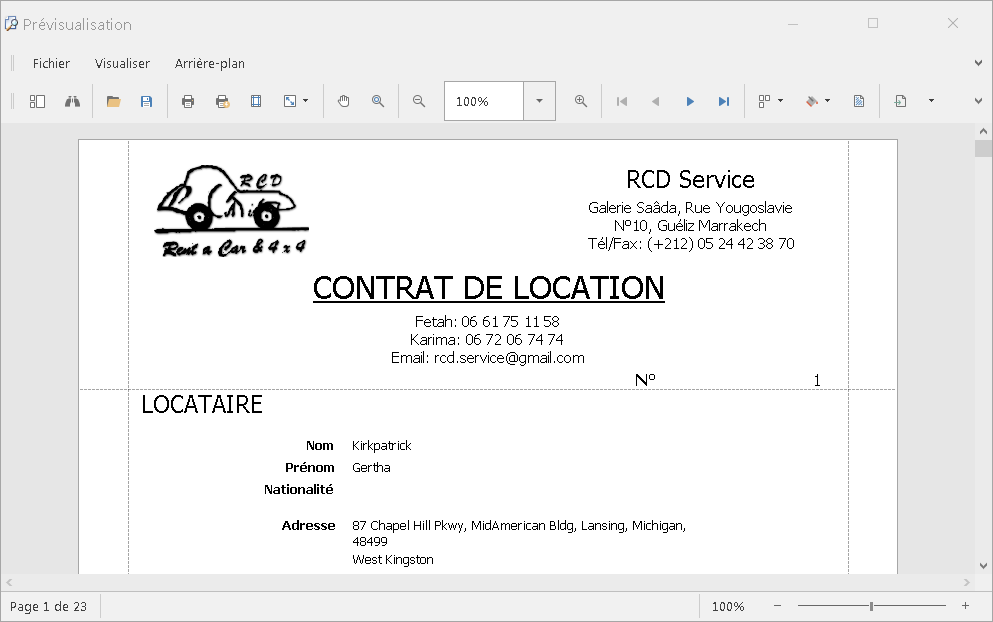 Prévisualisation
Fichier Visualiser Arrière-plan
100%
RCD
RCD Service
Galerie Saâda, Rue Yougoslavie
Nº10, Guéliz Marrakech
Tél/Fax: (+212) 05 24 42 38 70
Rent a Car & 4 x 4
CONTRAT DE LOCATION
Fetah: 06 61 75 11 58
Karima: 06 72 06 74 74
Email: rcd.service@gmail.com
Nº 1
LOCATAIRE
Nom Kirkpatrick
Prénom Gertha
Nationalité
Adresse 87 Chapel Hill Pkwy, MidAmerican Bldg, Lansing, Michigan,
48499
West Kingston
Page 1 de 23 100%